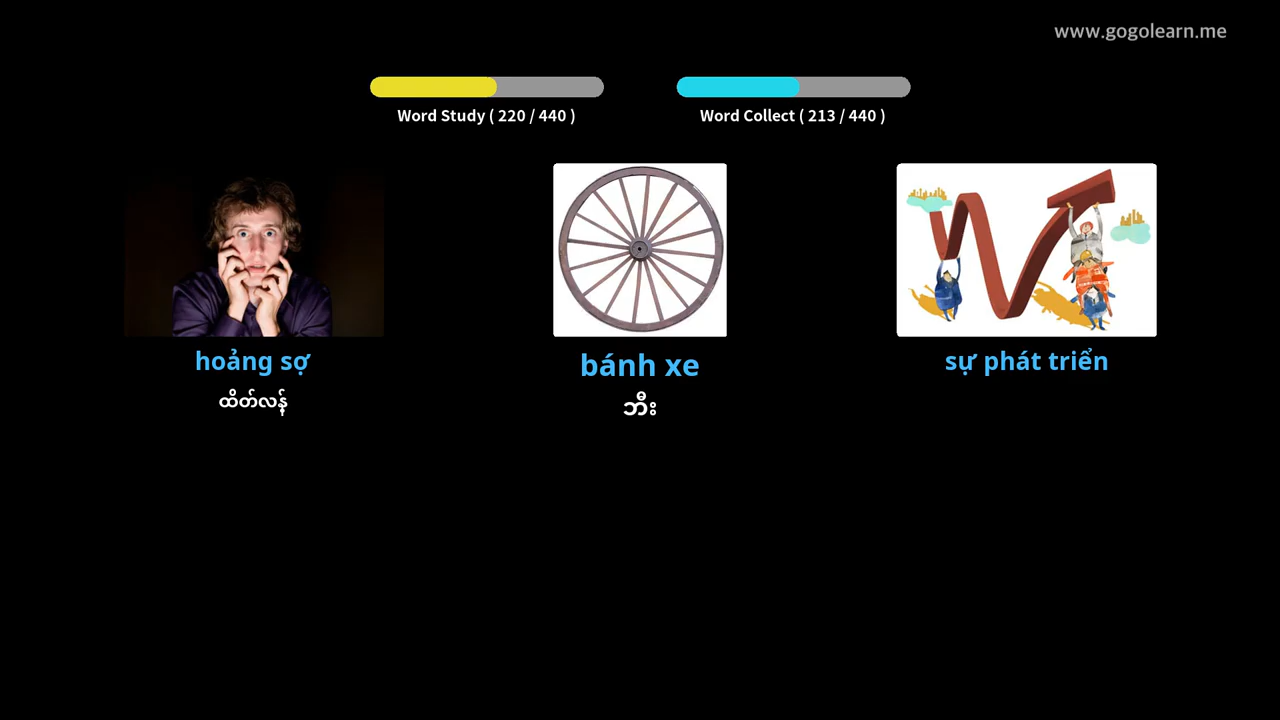 www.gogolearn.me
Word Study ( 220 / 440 )
Word Collect ( 213 / 440 )
hoảng sợ
bánh xe
sự phát triển
ထိတ်လန့်
ဘီး